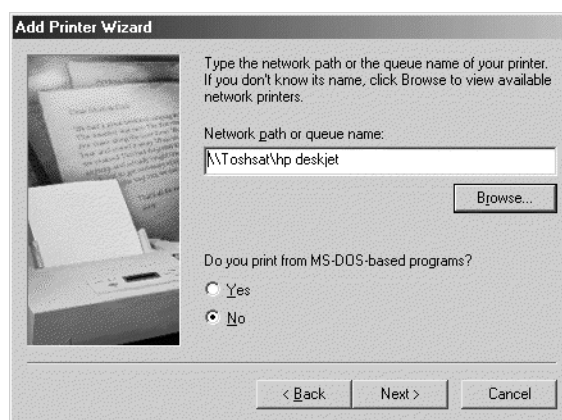 Add Printer Wizard
Type the network path or the queue name of your printer.
If you don't know its name, click Browse to view available
network printers.
Network path or queue name:
\\Toshsat\hp deskjet
Browse...
Do you print from MS-DOS-based programs?
Yes
No
< Back
Next >
Cancel